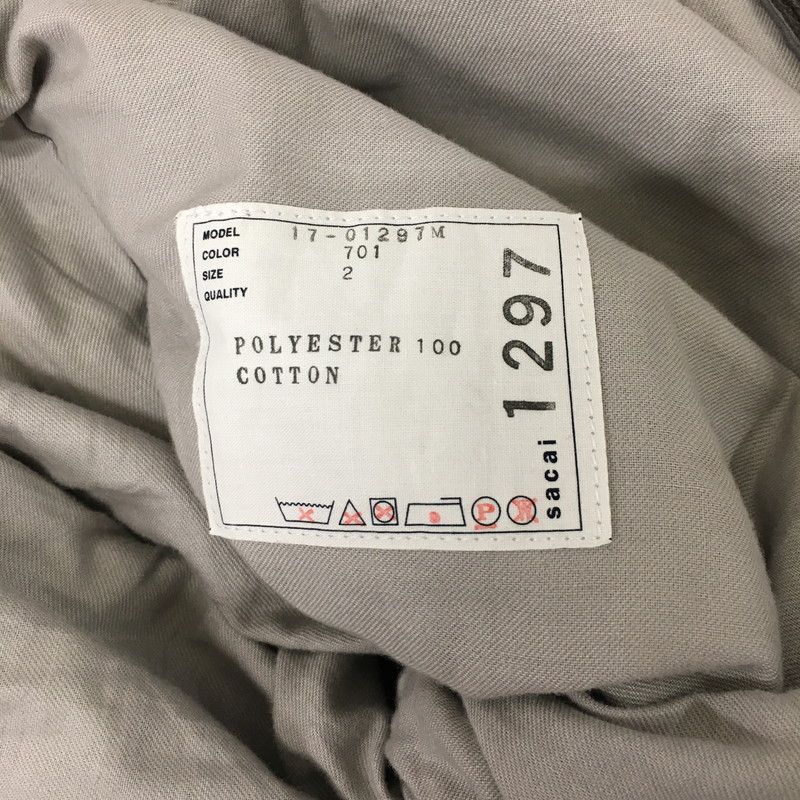 MODEL 17-01297M
COLOR 701
SIZE 2
QUALITY
POLYESTER 100
COTTON
sacai 1297
P